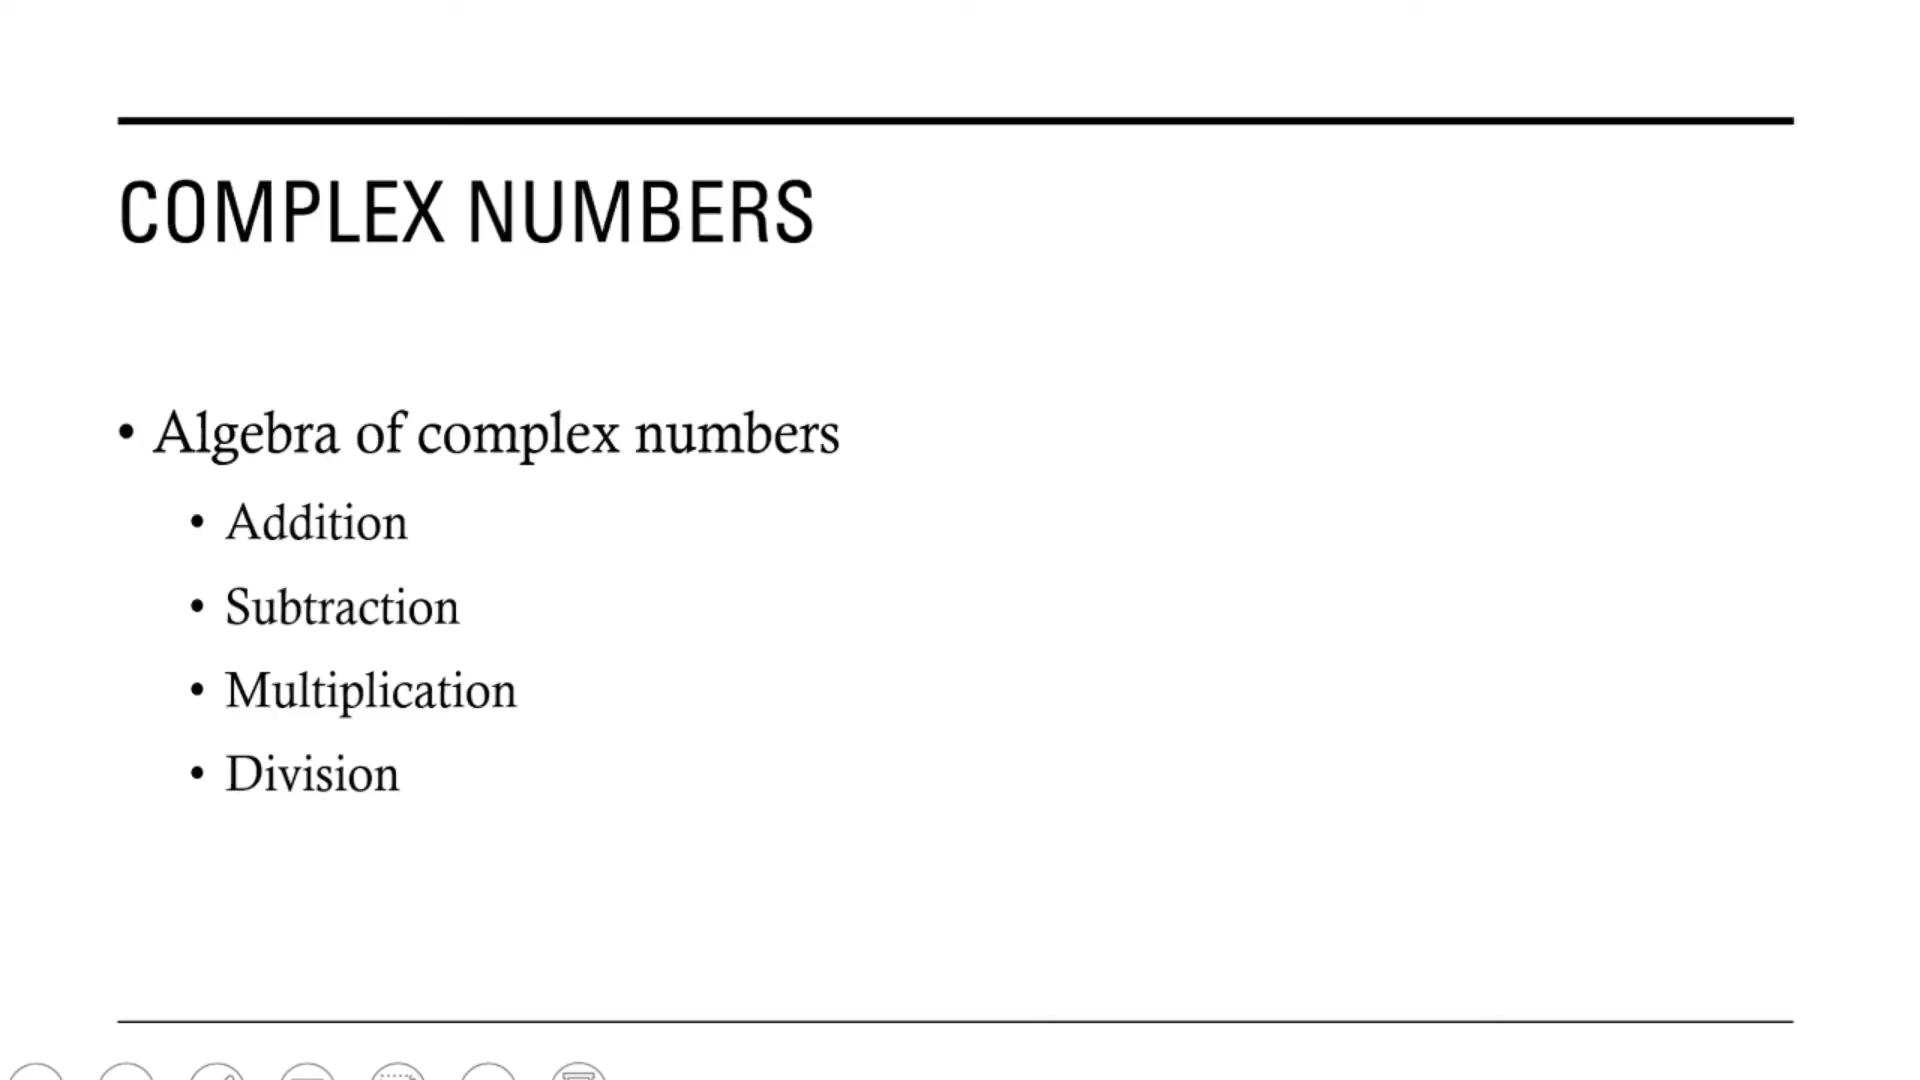 COMPLEX NUMBERS
• Algebra of complex numbers
• Addition
• Subtraction
• Multiplication
• Division